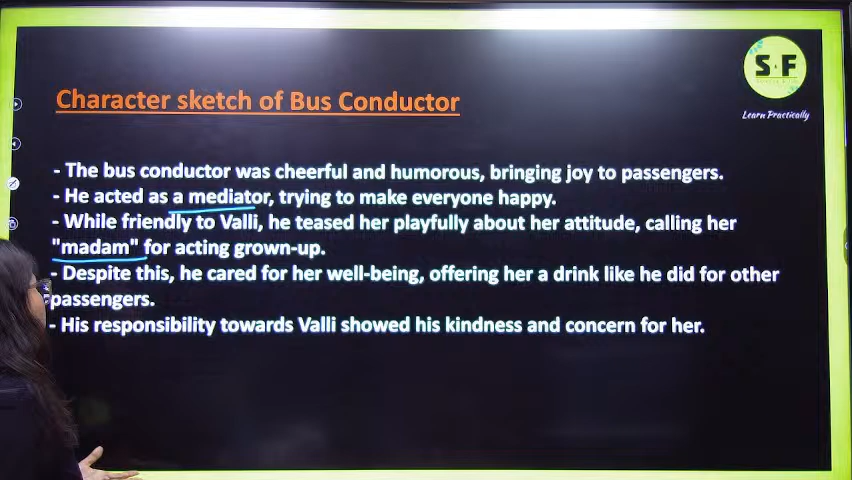 S F
Learn Practically
Character sketch of Bus Conductor
- The bus conductor was cheerful and humorous, bringing joy to passengers.
- He acted as a mediator, trying to make everyone happy.
- While friendly to Valli, he teased her playfully about her attitude, calling her
"madam" for acting grown-up.
- Despite this, he cared for her well-being, offering her a drink like he did for other
passengers.
- His responsibility towards Valli showed his kindness and concern for her.